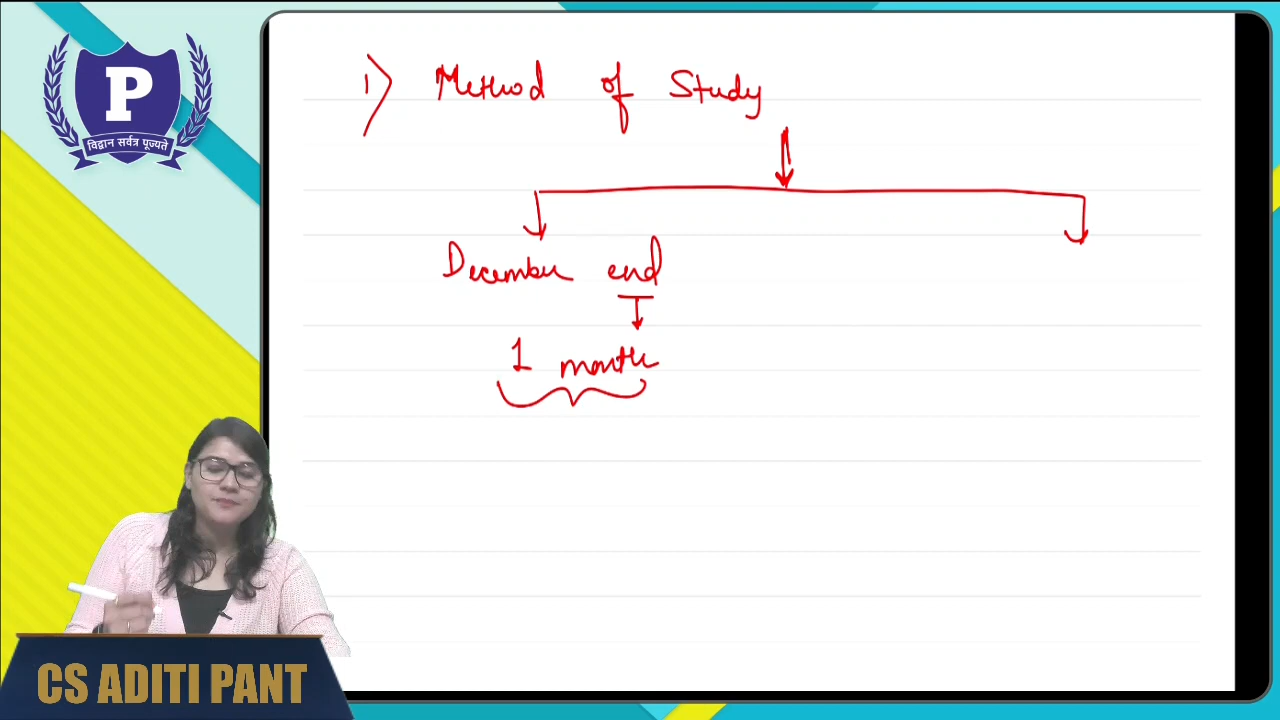 P
विद्वान सर्वत्र पूज्यते
1) Method of Study
December end
1 month
CS ADITI PANT